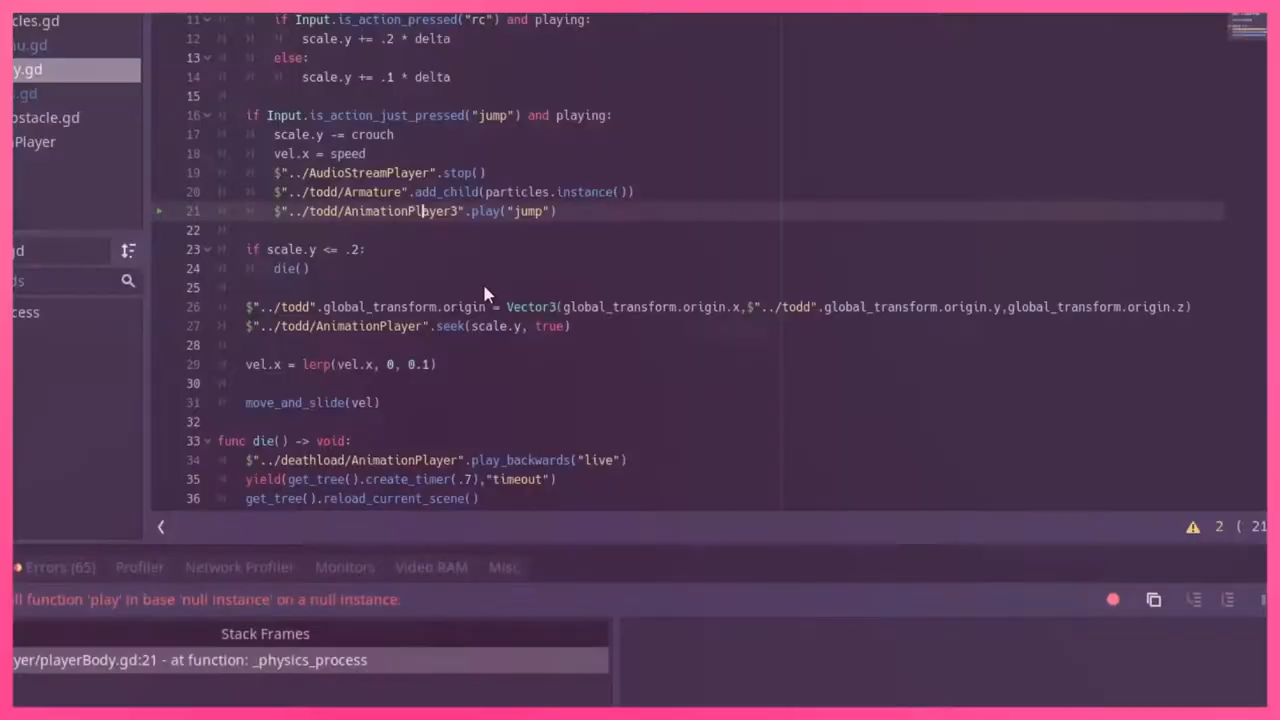 cles.gd
nu.gd
y.gd
.gd
ostacle.gd
nPlayer
gd
ds
cess
11 if Input.is_action_pressed("rc") and playing:
12 scale.y += .2 * delta
13 else:
14 scale.y += .1 * delta
15
16 if Input.is_action_just_pressed("jump") and playing:
17 scale.y -= crouch
18 vel.x = speed
19 $"../AudioStreamPlayer".stop()
20 $"../todd/Armature".add_child(particles.instance())
21 $"../todd/AnimationPlayer3".play("jump")
22
23 if scale.y <= .2:
24 die()
25
26 $"../todd".global_transform.origin = Vector3(global_transform.origin.x,$"../todd".global_transform.origin.y,global_transform.origin.z)
27 $"../todd/AnimationPlayer".seek(scale.y, true)
28
29 vel.x = lerp(vel.x, 0, 0.1)
30
31 move_and_slide(vel)
32
33 func die() -> void:
34 $"../deathload/AnimationPlayer".play_backwards("live")
35 yield(get_tree().create_timer(.7),"timeout")
36 get_tree().reload_current_scene()
2 ( 21
Errors (65) Profiler Network Profiler Monitors Video RAM Misc
ll function 'play' in base 'null instance' on a null instance.
Stack Frames
yer/playerBody.gd:21 - at function: _physics_process